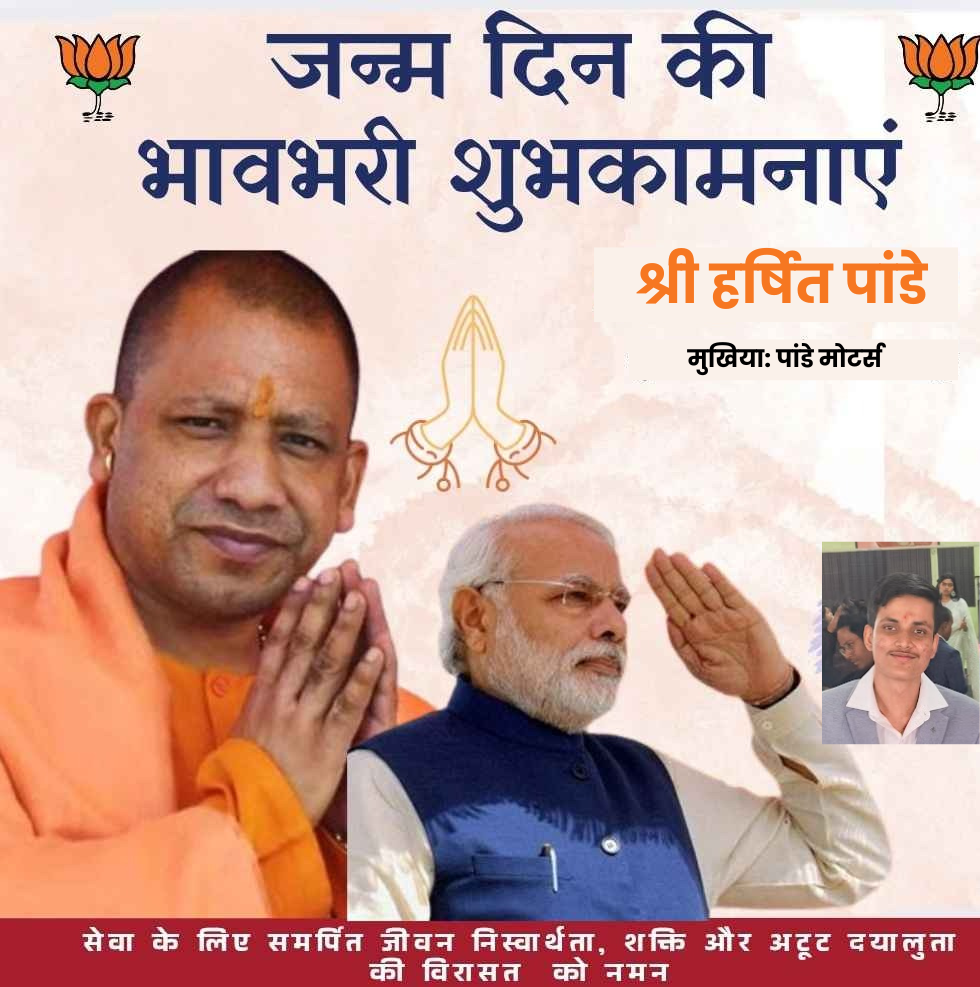 जन्म दिन की
भावभरी शुभकामनाएं
श्री हर्षित पांडे
मुखिया: पांडे मोटर्स
सेवा के लिए समर्पित जीवन निस्वार्थता, शक्ति और अटूट दयालुता
की विरासत को नमन